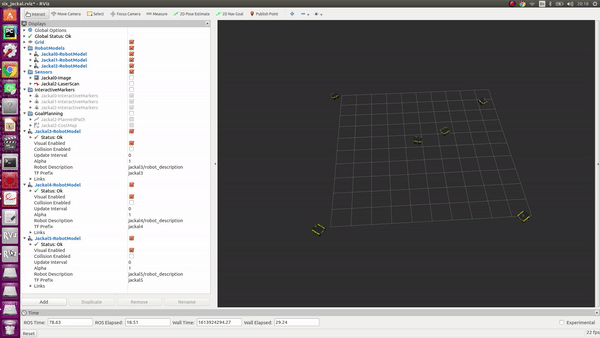 six_jackal.rviz* - RViz
En
20:16
Interact
Move Camera
Select
Focus Camera
Measure
2D Pose Estimate
2D Nav Goal
Publish Point
Displays
Global Options
Global Status: Ok
Grid
RobotModels
Jackal0-RobotModel
Jackal1-RobotModel
Jackal2-RobotModel
Sensors
Jackal0-Image
Jackal2-LaserScan
InteractiveMarkers
Jackal0-InteractiveMarkers
Jackal1-InteractiveMarkers
Jackal2-InteractiveMarkers
GoalPlanning
Jackal2-PlannedPath
Jackal2-CostMap
Jackal3-RobotModel
Status: Ok
Visual Enabled
Collision Enabled
Update Interval 0
Alpha 1
Robot Description jackal3/robot_description
TF Prefix jackal3
Links
Jackal4-RobotModel
Status: Ok
Visual Enabled
Collision Enabled
Update Interval 0
Alpha 1
Robot Description jackal4/robot_description
TF Prefix jackal4
Links
Jackal5-RobotModel
Status: Ok
Visual Enabled
Collision Enabled
Update Interval 0
Alpha 1
Robot Description jackal5/robot_description
TF Prefix jackal5
Links
Add Duplicate Remove Rename
Time
ROS Time: 78.63 ROS Elapsed: 18.51 Wall Time: 1613924294.27 Wall Elapsed: 29.24 Experimental
Reset 22 fps